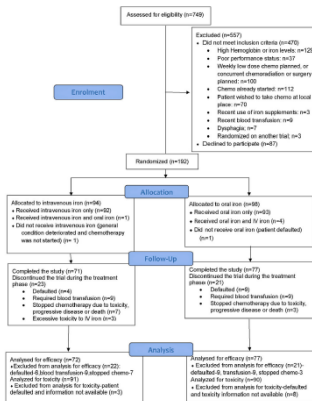 Assessed for eligibility (n=749)
Excluded (n=557)
• Did not meet inclusion criteria (n=470)
• High Hemoglobin or iron levels: n=129
• Poor performance status: n=37
• Weekly low dose chemo planned, or
concurrent chemoradiation or surgery
planned: n=100
• Chemo already started: n=112
• Patient wished to take chemo at local
place: n=70
• Recent use of iron supplements: n=3
• Recent blood transfusion: n=9
• Dysphagia: n=7
• Randomized on another trial: n=3
• Declined to participate (n=87)
Enrolment
Randomized (n=192)
Allocation
Allocated to intravenous iron (n=94)
• Received intravenous iron only (n=92)
• Received intravenous iron and oral iron (n=1)
• Did not receive intravenous iron (general
condition deteriorated and chemotherapy
was not started) (n= 1)
Allocated to oral iron (n=98)
• Received oral iron only (n=93)
• Received oral iron and IV iron (n=4)
• Did not receive oral iron (patient defaulted)
(n=1)
Follow-Up
Completed the study (n=71)
Discontinued the trial during the treatment
phase (n=23)
• Defaulted (n=4)
• Required blood transfusion (n=9)
• Stopped chemotherapy due to toxicity,
progressive disease or death (n=7)
• Excessive toxicity to IV iron (n=3)
Completed the study (n=77)
Discontinued the trial during the treatment
phase (n=21)
• Defaulted (n=9)
• Required blood transfusion (n=9)
• Stopped chemotherapy due to toxicity,
progressive disease or death (n=3)
Analysis
Analysed for efficacy (n=72)
• Excluded from analysis for efficacy (n=22):
defaulted-6,blood transfusion-9,stopped chemo-7
Analyzed for toxicity (n=91)
• Excluded from analysis for toxicity-patient
defaulted and information not available (n=3)
Analysed for efficacy (n=77)
• Excluded from analysis for efficacy (n=21)-
defaulted-9, transfusion-9, stopped chemo-3
Analyzed for toxicity (n=90)
• Excluded from analysis for toxicity-defaulted
and toxicity information not available (n=8)